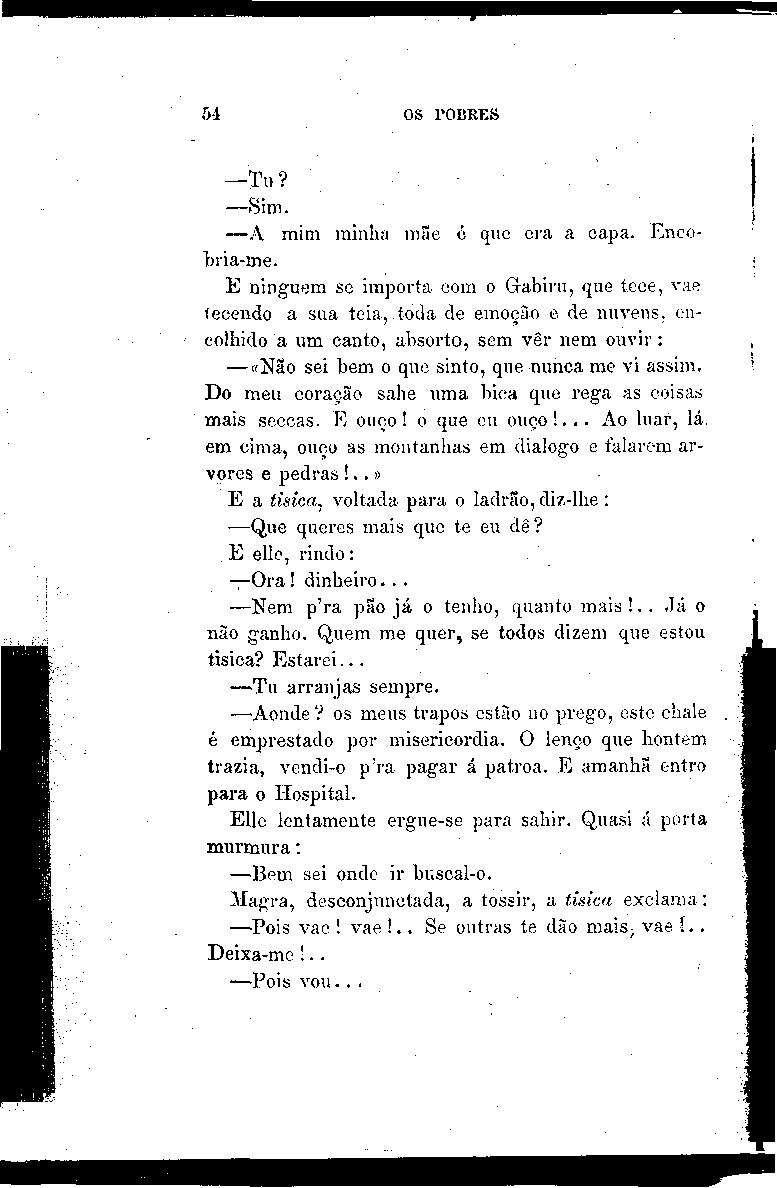 54 OS POBRES
—Tu?
—Sim.
—A mim minha mãe é que era a capa. Enco-
bria-me.
E ninguem se importa com o Gabiru, que tece, vae
tecendo a sua teia, toda de emoção e de nuvens, en-
colhido a um canto, absorto, sem vêr nem ouvir:
—«Não sei bem o que sinto, que nunca me vi assim.
Do meu coração sahe uma bica que rega as coisas
mais seccas. E ouço! o que eu ouço!... Ao luar, lá
em cima, ouço as montanhas em dialogo e falarem ar-
vores e pedras!..»
E a tisica, voltada para o ladrão, diz-lhe:
—Que queres mais que te eu dê?
E elle, rindo:
—Ora! dinheiro...
—Nem p'ra pão já o tenho, quanto mais!.. Já o
não ganho. Quem me quer, se todos dizem que estou
tisica? Estarei...
—Tu arranjas sempre.
—Aonde? os meus trapos estão no prego, este chale
é emprestado por misericordia. O lenço que hontem
trazia, vendi-o p'ra pagar á patroa. E amanhã entro
para o Hospital.
Elle lentamente ergue-se para sahir. Quasi á porta
murmura:
—Bem sei onde ir buscal-o.
Magra, desconjunctada, a tossir, a tisica exclama:
—Pois vae! vae!.. Se outras te dão mais, vae!..
Deixa-me!..
—Pois vou...